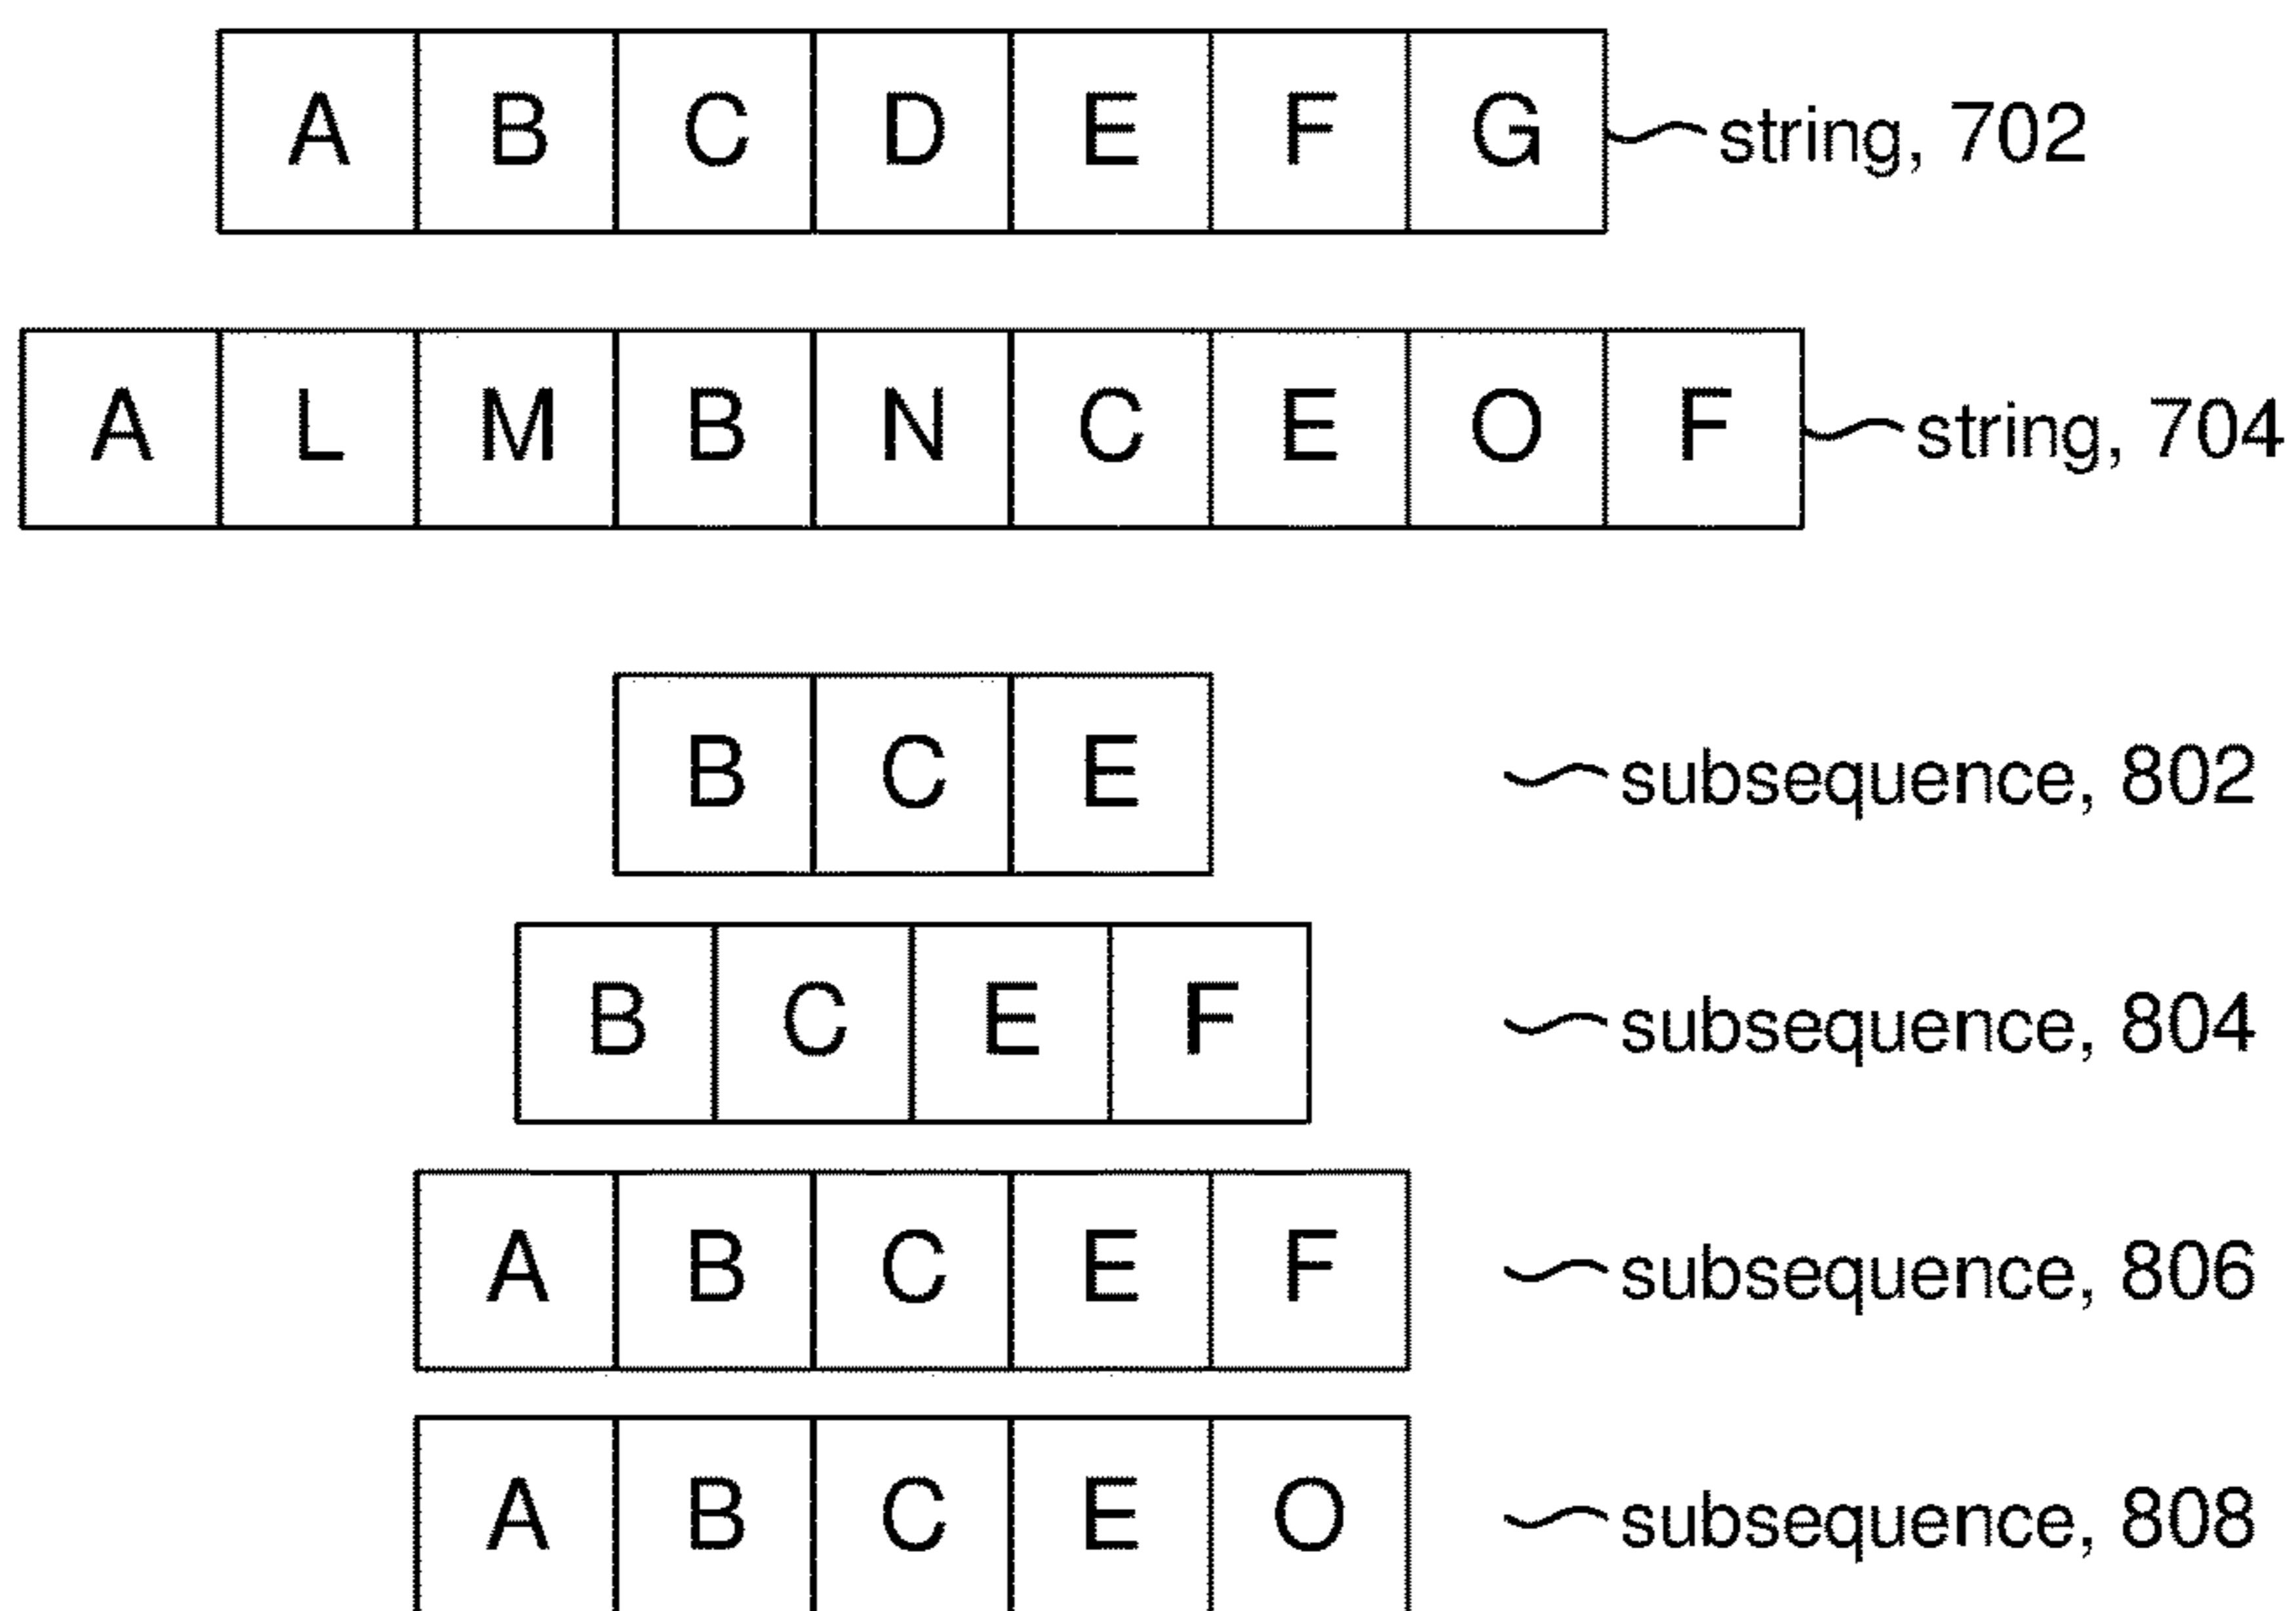 A B C D E F G string, 702
A L M B N C E O F string, 704
B C E subsequence, 802
B C E F subsequence, 804
A B C E F subsequence, 806
A B C E O subsequence, 808